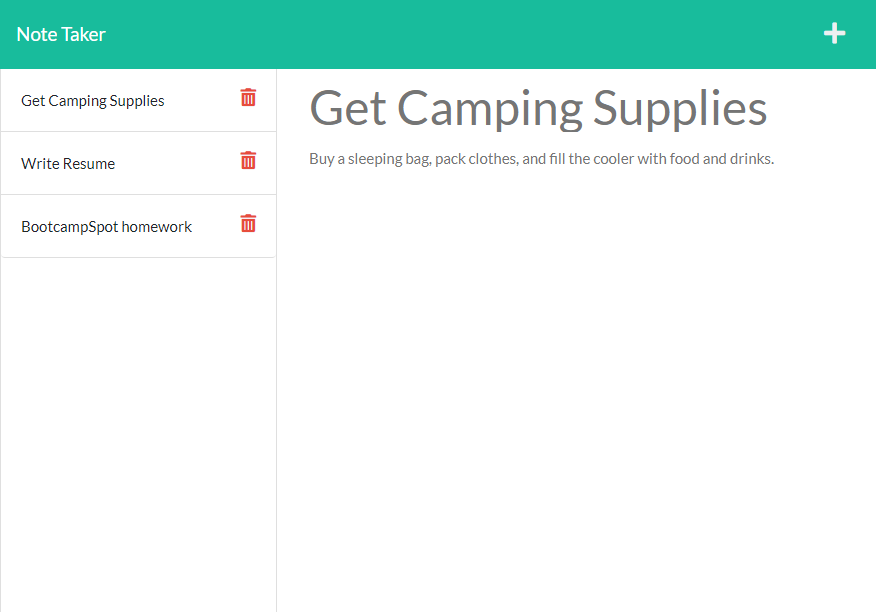 Note Taker
Get Camping Supplies
Write Resume
BootcampSpot homework
Get Camping Supplies
Buy a sleeping bag, pack clothes, and fill the cooler with food and drinks.